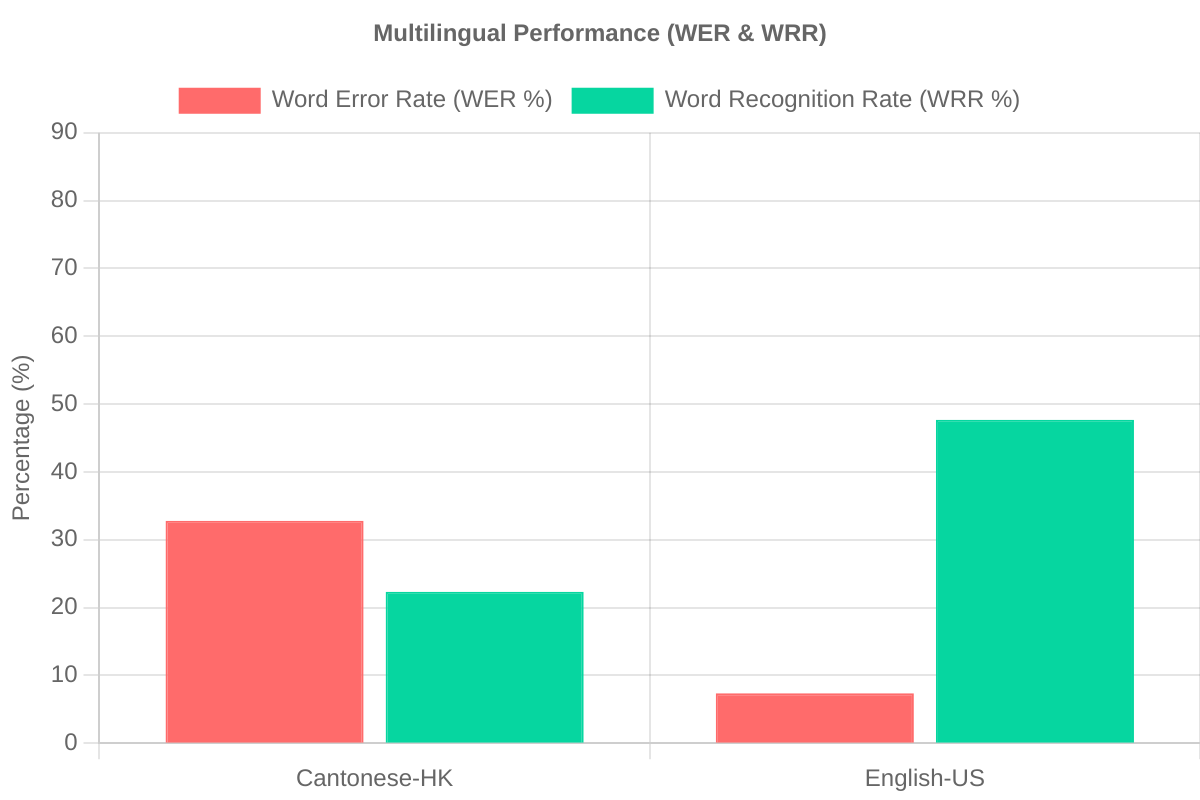 Multilingual Performance (WER & WRR)
Word Error Rate (WER %) Word Recognition Rate (WRR %)
90
80
70
60
50
40
30
20
10
0
Percentage (%)
Cantonese-HK English-US